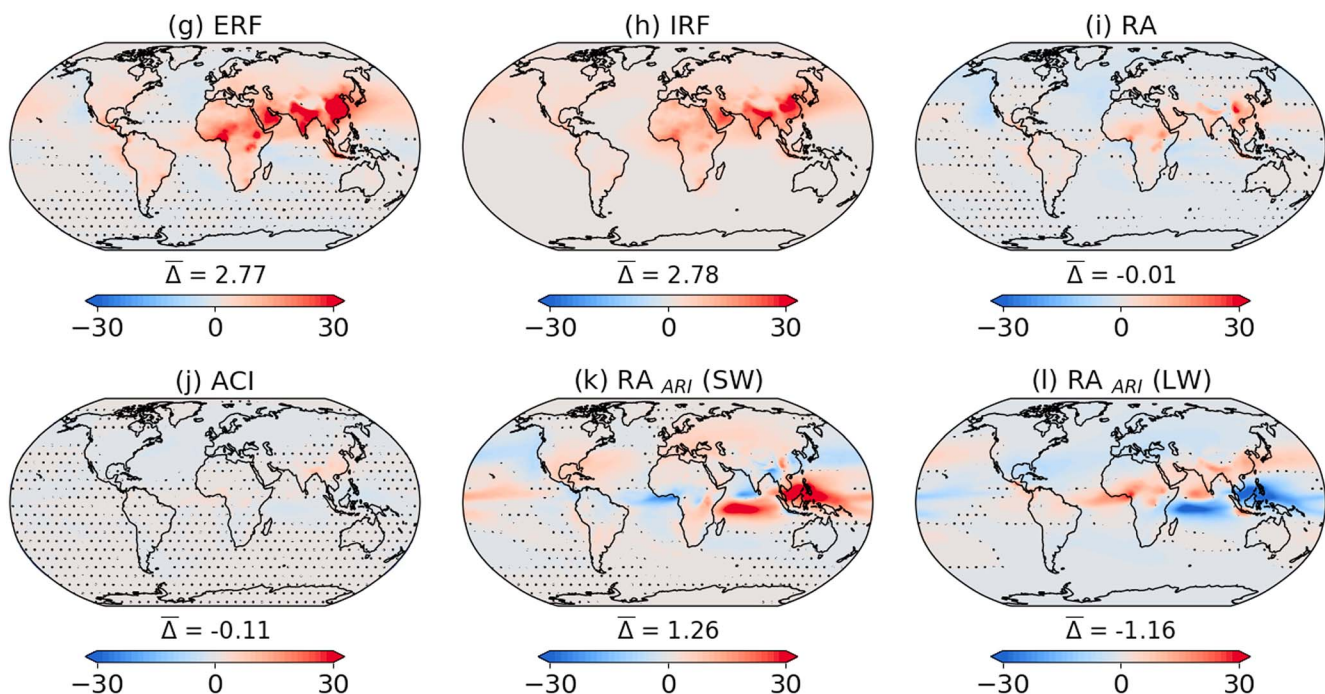 (g) ERF
(h) IRF
(i) RA
Δ̅ = 2.77
Δ̅ = 2.78
Δ̅ = -0.01
−30 0 30
−30 0 30
−30 0 30
(j) ACI
(k) RA ARI (SW)
(l) RA ARI (LW)
Δ̅ = -0.11
Δ̅ = 1.26
Δ̅ = -1.16
−30 0 30
−30 0 30
−30 0 30